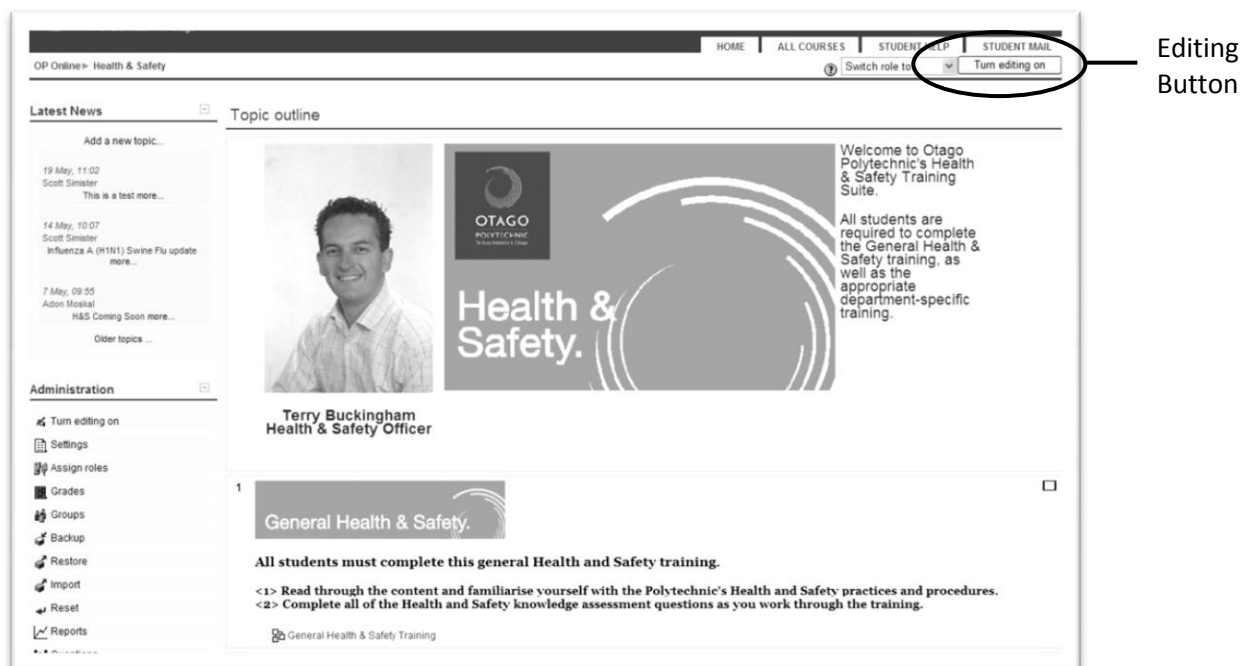 HOME ALL COURSES STUDENT HELP STUDENT MAIL
OP Online► Health & Safety
Switch role to
Turn editing on
Editing
Button
Latest News
Add a new topic...
19 May, 11:02
Scott Simister
This is a test more...
14 May, 10:07
Scott Simister
Influenza A (H1N1) Swine Flu update
more...
7 May, 09:55
Adon Moskal
H&S Coming Soon more...
Older topics ...
Administration
Turn editing on
Settings
Assign roles
Grades
Groups
Backup
Restore
Import
Reset
Reports
Topic outline
OTAGO
POLYTECHNIC
Health &
Safety.
Welcome to Otago
Polytechnic's Health
& Safety Training
Suite.
All students are
required to complete
the General Health &
Safety training, as
well as the
appropriate
department-specific
training.
Terry Buckingham
Health & Safety Officer
1
General Health & Safety.
All students must complete this general Health and Safety training.
<1> Read through the content and familiarise yourself with the Polytechnic's Health and Safety practices and procedures.
<2> Complete all of the Health and Safety knowledge assessment questions as you work through the training.
General Health & Safety Training